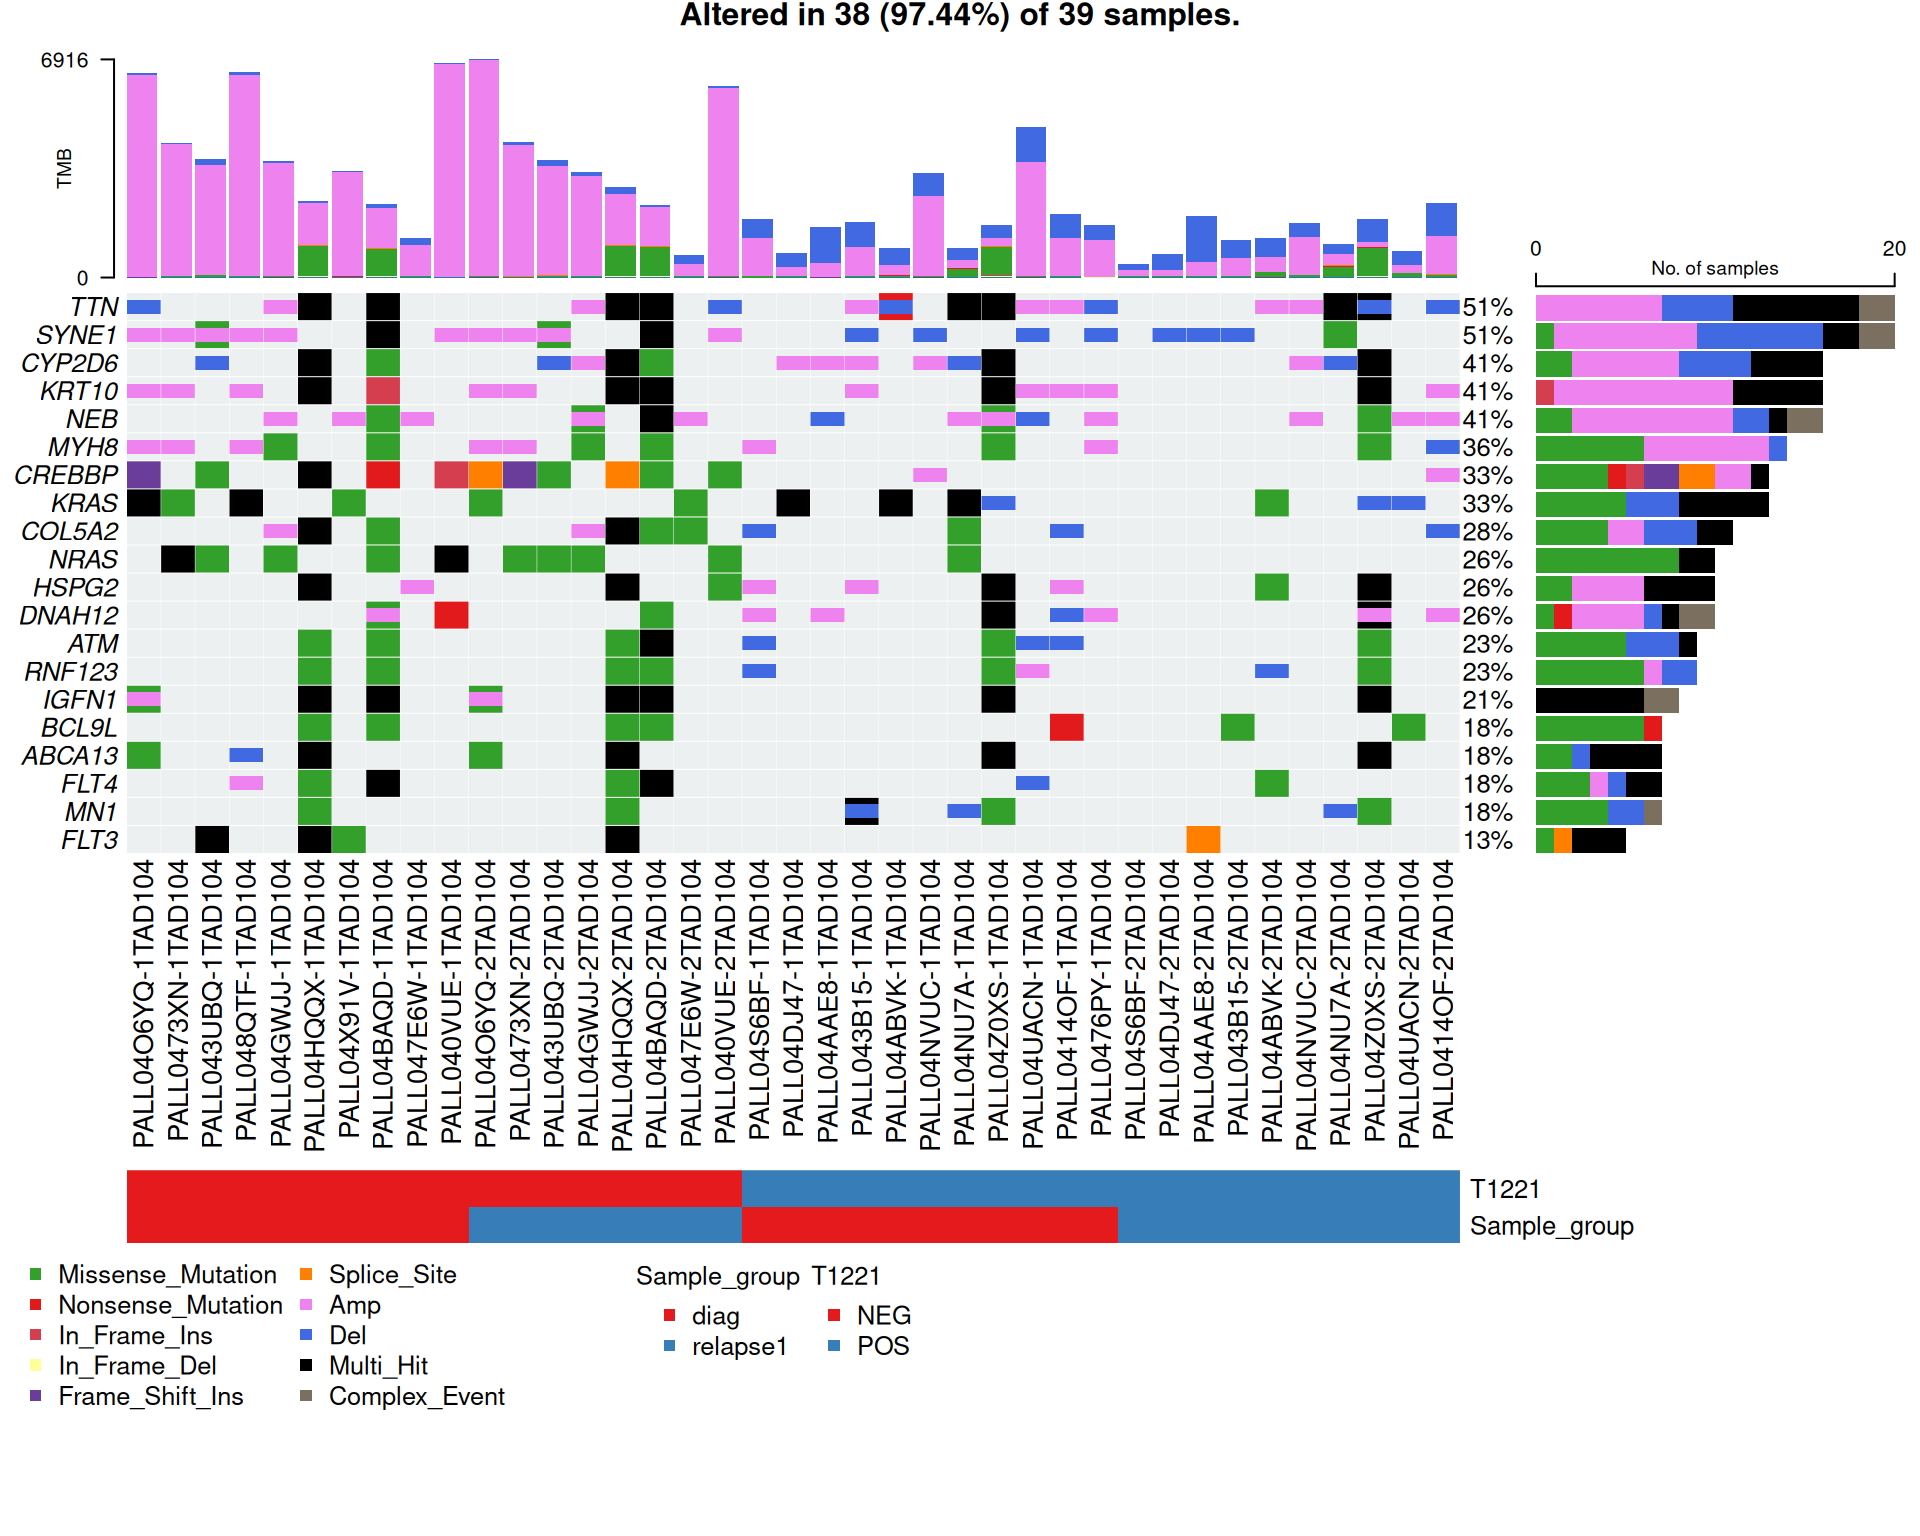 Altered in 38 (97.44%) of 39 samples.
6916
TMB
0
0
20
No. of samples
TTN 51%
SYNE1 51%
CYP2D6 41%
KRT10 41%
NEB 41%
MYH8 36%
CREBBP 33%
KRAS 33%
COL5A2 28%
NRAS 26%
HSPG2 26%
DNAH12 26%
ATM 23%
RNF123 23%
IGFN1 21%
BCL9L 18%
ABCA13 18%
FLT4 18%
MN1 18%
FLT3 13%
PALL04O6YQ-1TAD104
PALL0473XN-1TAD104
PALL043UBQ-1TAD104
PALL048QTF-1TAD104
PALL04GWJJ-1TAD104
PALL04HQQX-1TAD104
PALL04X91V-1TAD104
PALL04BAQD-1TAD104
PALL047E6W-1TAD104
PALL040VUE-1TAD104
PALL04O6YQ-2TAD104
PALL0473XN-2TAD104
PALL043UBQ-2TAD104
PALL04GWJJ-2TAD104
PALL04HQQX-2TAD104
PALL04BAQD-2TAD104
PALL047E6W-2TAD104
PALL040VUE-2TAD104
PALL04S6BF-1TAD104
PALL04DJ47-1TAD104
PALL04AAE8-1TAD104
PALL043B15-1TAD104
PALL04ABVK-1TAD104
PALL04NVUC-1TAD104
PALL04NU7A-1TAD104
PALL04Z0XS-1TAD104
PALL04UACN-1TAD104
PALL0414OF-1TAD104
PALL0476PY-1TAD104
PALL04S6BF-2TAD104
PALL04DJ47-2TAD104
PALL04AAE8-2TAD104
PALL043B15-2TAD104
PALL04ABVK-2TAD104
PALL04NVUC-2TAD104
PALL04NU7A-2TAD104
PALL04Z0XS-2TAD104
PALL04UACN-2TAD104
PALL0414OF-2TAD104
T1221
Sample_group
Missense_Mutation
Nonsense_Mutation
In_Frame_Ins
In_Frame_Del
Frame_Shift_Ins
Splice_Site
Amp
Del
Multi_Hit
Complex_Event
Sample_group
diag
relapse1
T1221
NEG
POS